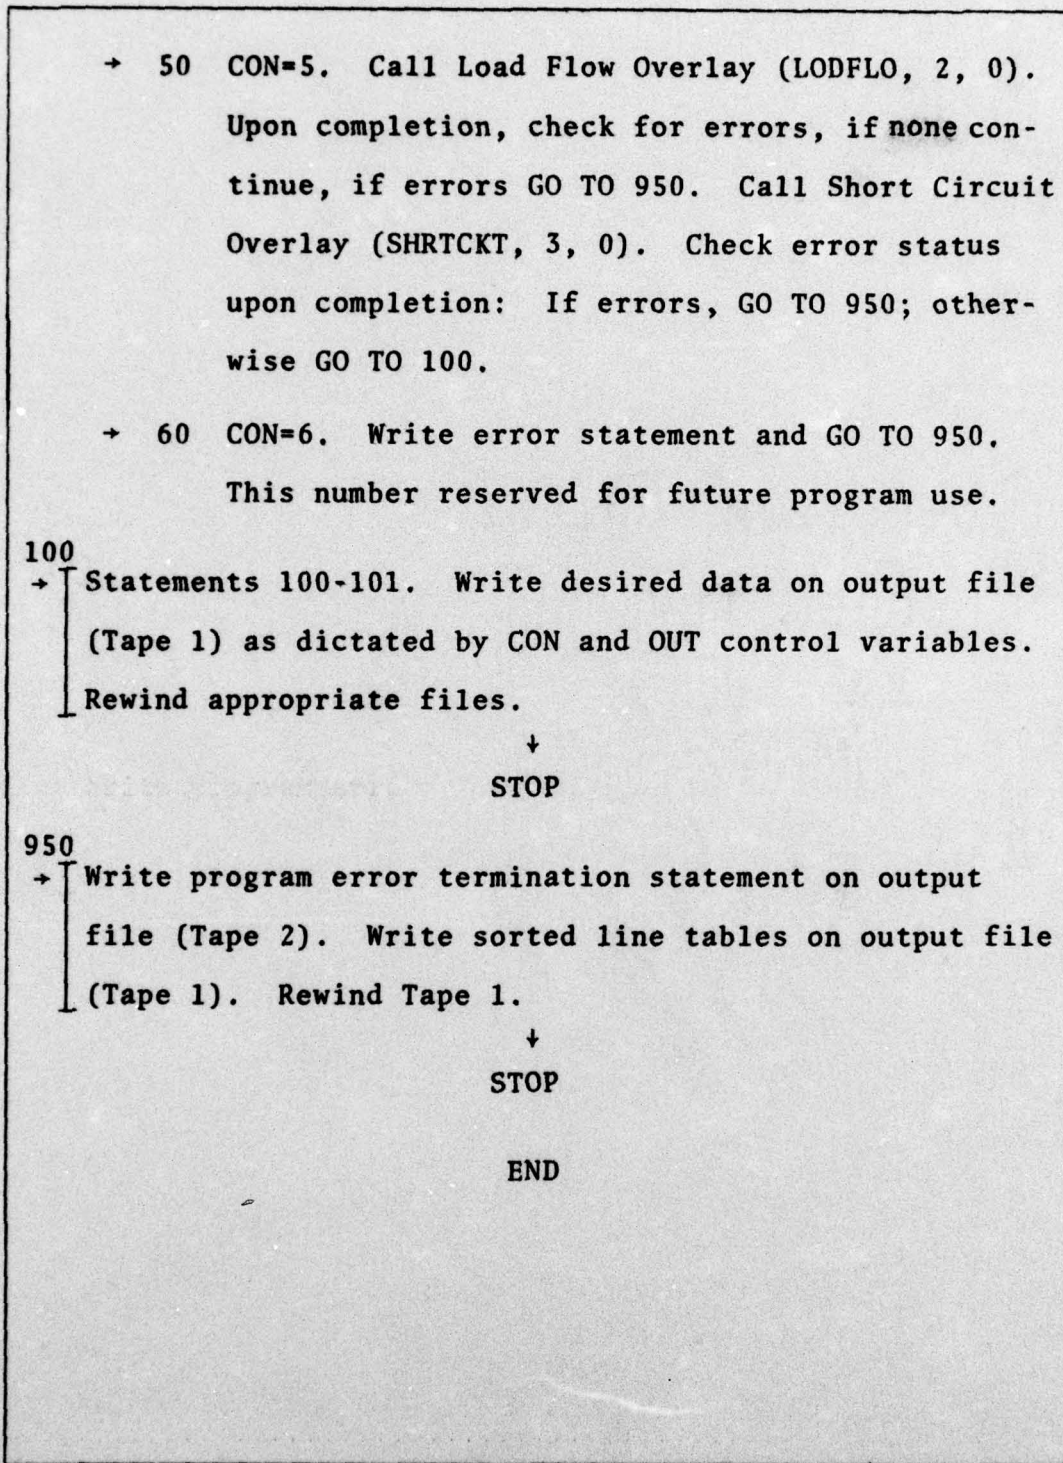 → 50 CON=5. Call Load Flow Overlay (LODFLO, 2, 0).
Upon completion, check for errors, if none con-
tinue, if errors GO TO 950. Call Short Circuit
Overlay (SHRTCKT, 3, 0). Check error status
upon completion: If errors, GO TO 950; other-
wise GO TO 100.
→ 60 CON=6. Write error statement and GO TO 950.
This number reserved for future program use.
100
→ Statements 100-101. Write desired data on output file
(Tape 1) as dictated by CON and OUT control variables.
Rewind appropriate files.
↓
STOP
950
→ Write program error termination statement on output
file (Tape 2). Write sorted line tables on output file
(Tape 1). Rewind Tape 1.
↓
STOP
END